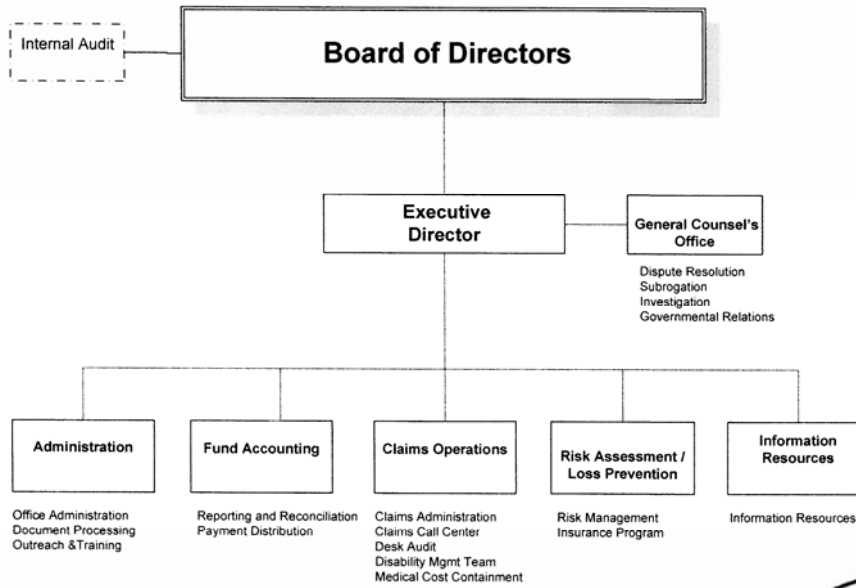 Internal Audit
Board of Directors
Executive
Director
General Counsel's
Office
Dispute Resolution
Subrogation
Investigation
Governmental Relations
Administration
Office Administration
Document Processing
Outreach &Training
Fund Accounting
Reporting and Reconciliation
Payment Distribution
Claims Operations
Claims Administration
Claims Call Center
Desk Audit
Disability Mgmt Team
Medical Cost Containment
Risk Assessment /
Loss Prevention
Risk Management
Insurance Program
Information
Resources
Information Resources